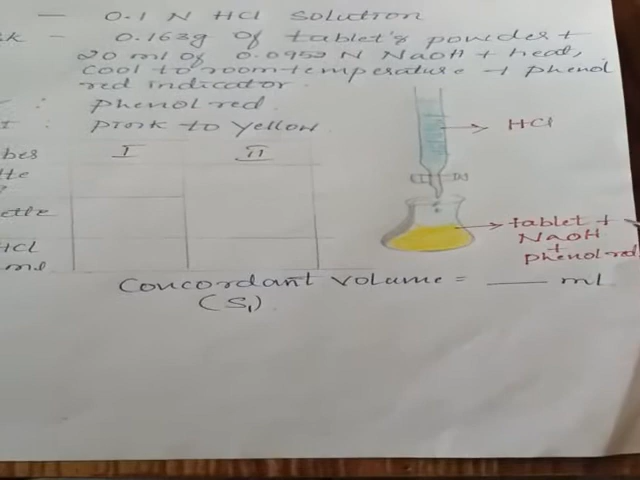 — 0.1 N HCl Solution
sk — 0.163g of tablet's powder +
20 ml of 0.0952 N NaOH + heat,
cool to room temperature + phenol
red indicator
: phenol red
I : pink to yellow
bes I II
tte
ette
HCl
ml
HCl
tablet +
NaOH
+
phenol red
Concordant volume = ___ ml
(S1)